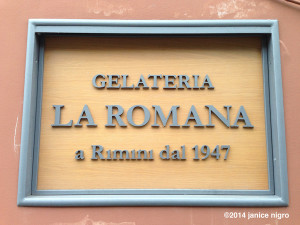 GELATERIA
LA ROMANA
a Rimini dal 1947
©2014 janice nigro